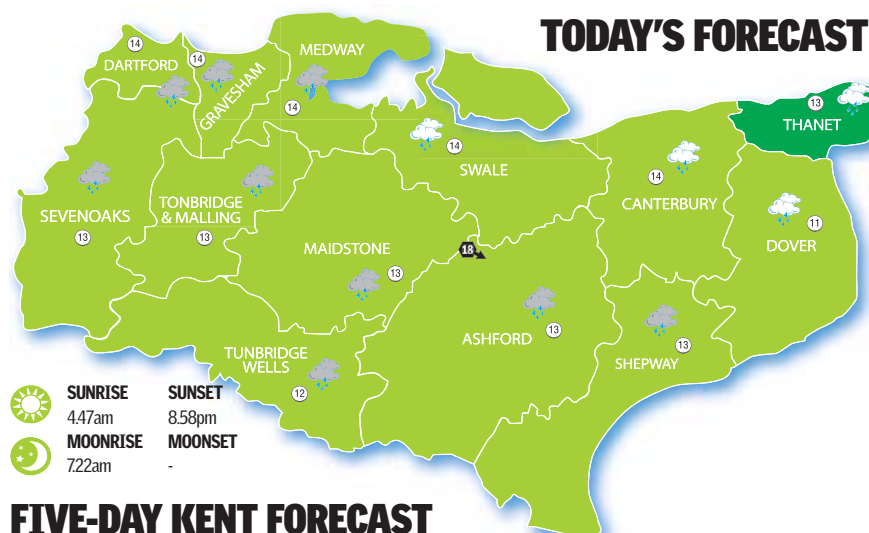 TODAY'S FORECAST
14
DARTFORD
14
GRAVESHAM
MEDWAY
14
14
SWALE
13
THANET
14
CANTERBURY
11
DOVER
SEVENOAKS
13
TONBRIDGE
& MALLING
13
MAIDSTONE
13
18
ASHFORD
13
SHEPWAY
13
TUNBRIDGE
WELLS
12
SUNRISE SUNSET
4.47am 8.58pm
MOONRISE MOONSET
7.22am -
FIVE-DAY KENT FORECAST